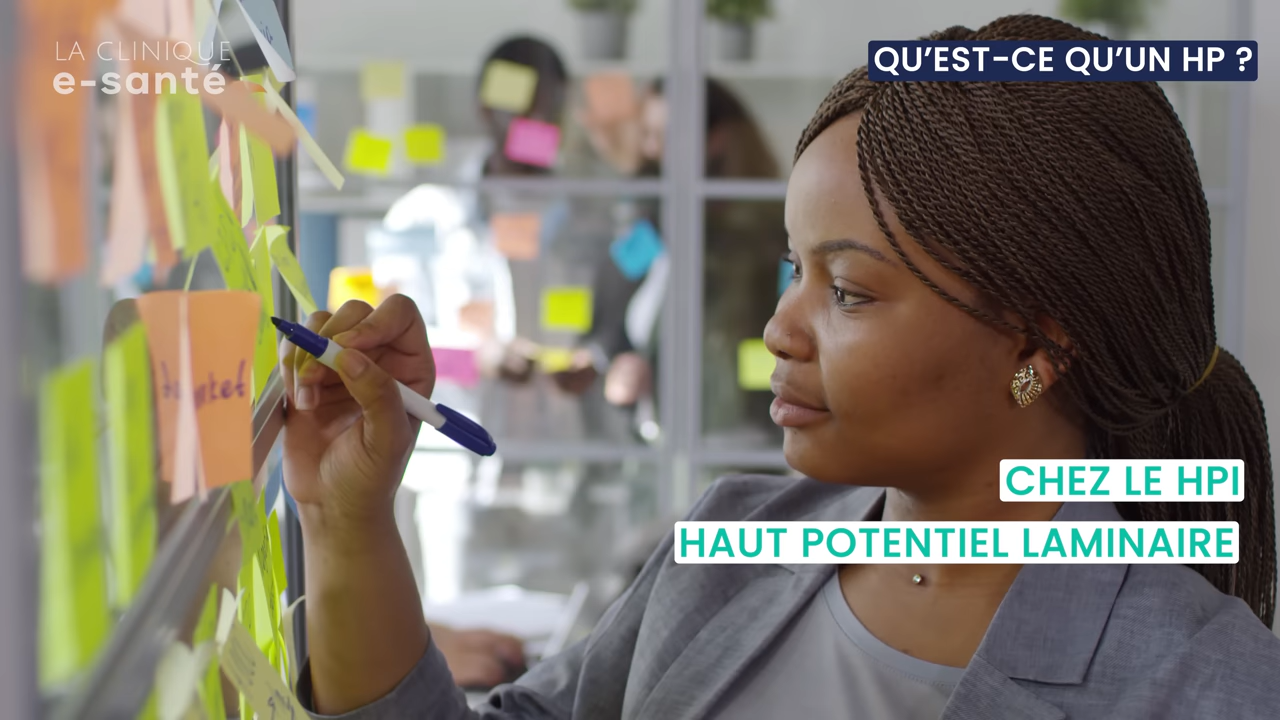 LA CLINIQUE
e-santé
QU'EST-CE QU'UN HP ?
CHEZ LE HPI
HAUT POTENTIEL LAMINAIRE